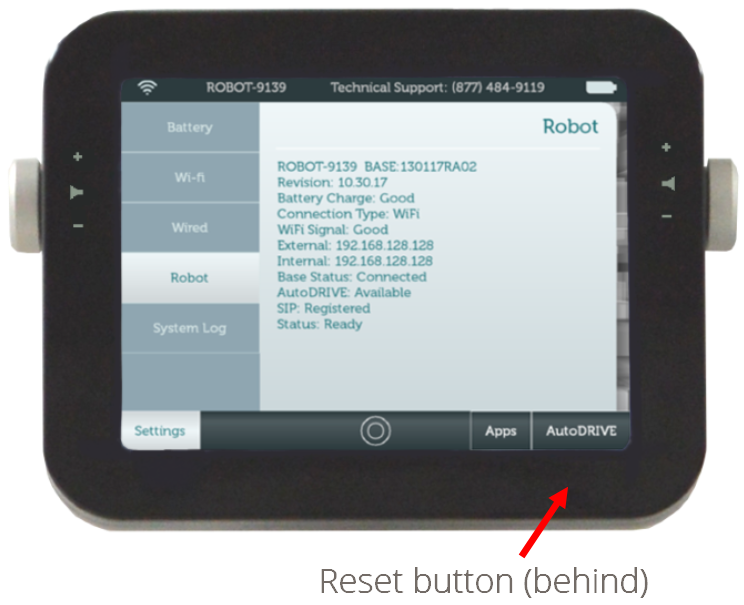 ROBOT-9139 Technical Support: (877) 484-9119
Battery
Wi-fi
Wired
Robot
System Log
Robot
ROBOT-9139 BASE:130117RA02
Revision: 10.30.17
Battery Charge: Good
Connection Type: WiFi
WiFi Signal: Good
External: 192.168.128.128
Internal: 192.168.128.128
Base Status: Connected
AutoDRIVE: Available
SIP: Registered
Status: Ready
Settings
Apps
AutoDRIVE
+
-
+
-
Reset button (behind)